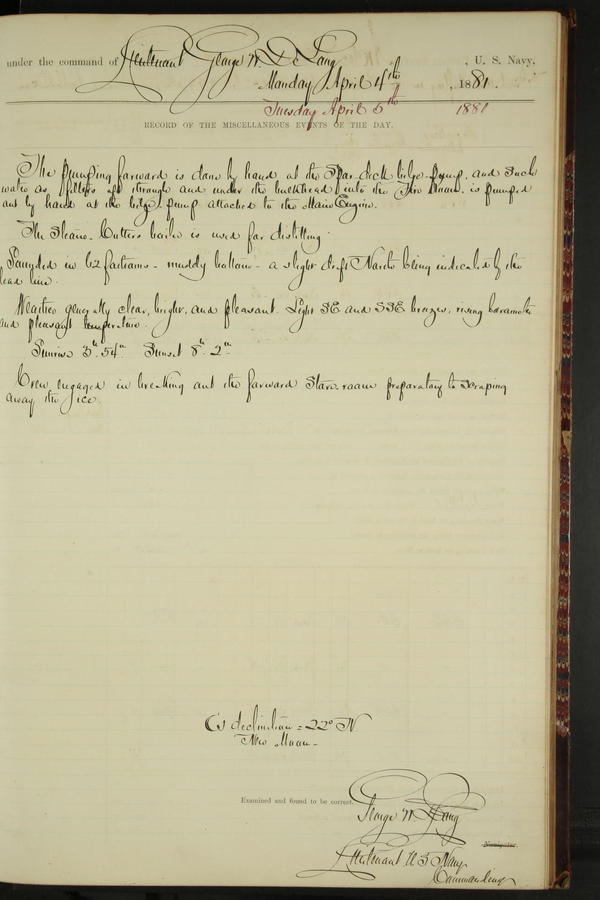 under the command of Lieutenant George W. De Long, U. S. Navy,
Monday April 4th, 1881.
Tuesday April 5th 1881
RECORD OF THE MISCELLANEOUS EVENTS OF THE DAY.
The pumping forward is done by hand at the Spar deck bilge pump, and such
water as filters aft through and under the bulkhead into the Fire Room is pumped
out by hand at the bilge pump attached to the Main Engine.
The Steam-Cutters boiler is used for distilling.
Sounded in 62 fathoms - muddy bottom - a slight drift North being indicated by the
lead line.
Weather generally clear, bright, and pleasant. Light SE and SSE breezes, rising barometer
and pleasant temperature.
Sunrise 3h. 54m Sunset 8h. 2m
Crew engaged in breaking out the forward Store-room preparatory to scraping
away the ice.
☾'s declination = 22° N
New Moon -
Examined and found to be correct.
George W. De Long
Navigator.
Lieutenant U S Navy
Commanding